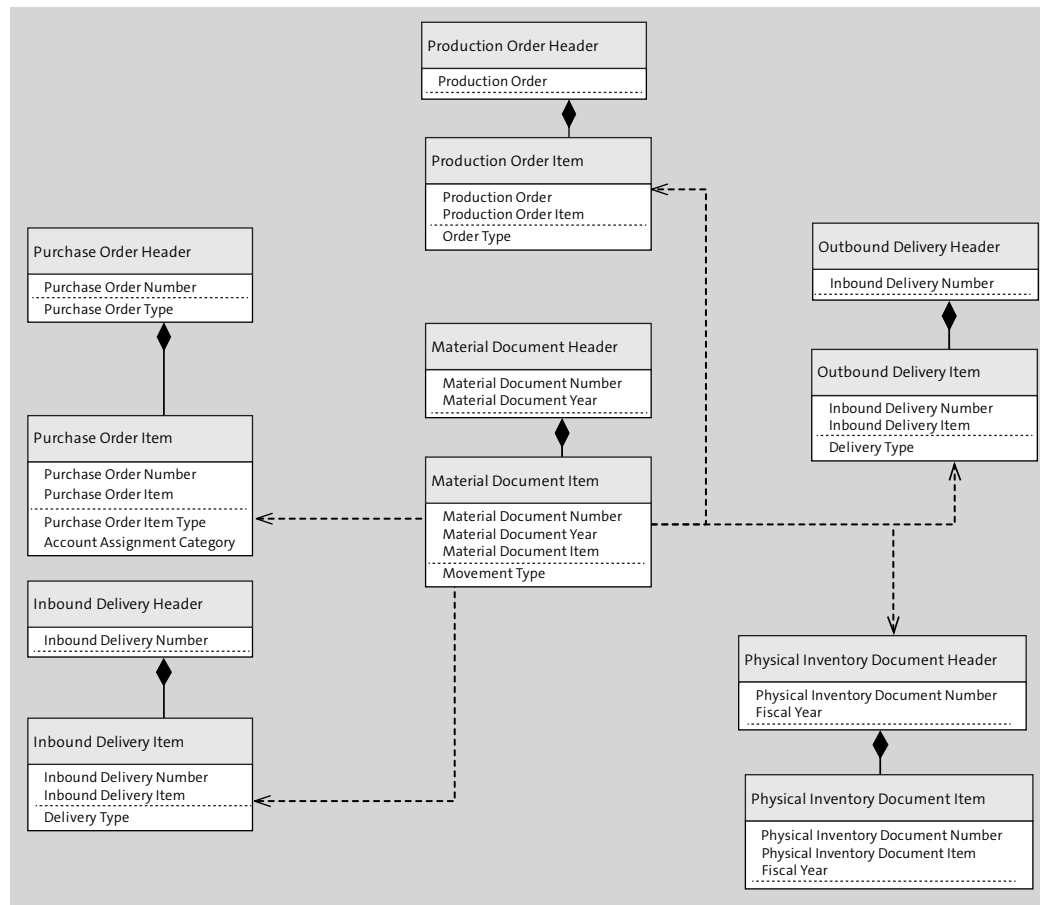 Production Order Header
Production Order
Production Order Item
Production Order
Production Order Item
Order Type
Purchase Order Header
Purchase Order Number
Purchase Order Type
Outbound Delivery Header
Inbound Delivery Number
Material Document Header
Material Document Number
Material Document Year
Outbound Delivery Item
Inbound Delivery Number
Inbound Delivery Item
Delivery Type
Purchase Order Item
Purchase Order Number
Purchase Order Item
Purchase Order Item Type
Account Assignment Category
Material Document Item
Material Document Number
Material Document Year
Material Document Item
Movement Type
Inbound Delivery Header
Inbound Delivery Number
Physical Inventory Document Header
Physical Inventory Document Number
Fiscal Year
Inbound Delivery Item
Inbound Delivery Number
Inbound Delivery Item
Delivery Type
Physical Inventory Document Item
Physical Inventory Document Number
Physical Inventory Document Item
Fiscal Year